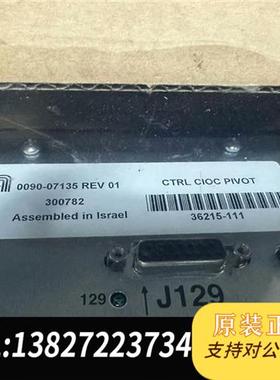 0090-07135 REV 01
300782
Assembled in Israel
CTRL CIOC PIVOT
36215-111
129
J129
:13827223734
原装正
支持对公